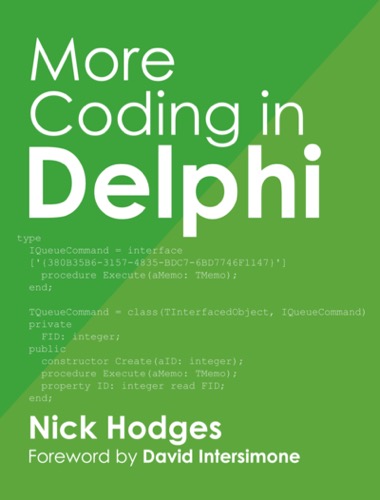 More
Coding in
Delphi
type
IQueueCommand = interface
['{380B35B6-3157-4835-BDC7-6BD7746F1147}']
procedure Execute(aMemo: TMemo);
end;
TQueueCommand = class(TInterfacedObject, IQueueCommand)
private
FID: integer;
public
constructor Create(aID: integer);
procedure Execute(aMemo: TMemo);
property ID: integer read FID;
end;
Nick Hodges
Foreword by David Intersimone